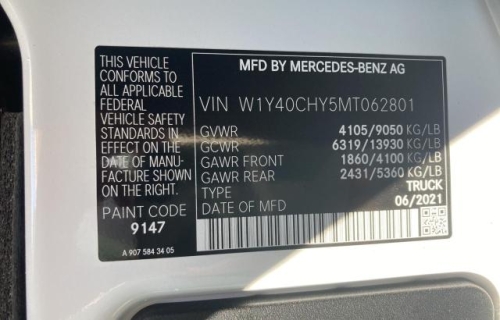 THIS VEHICLE
CONFORMS TO
ALL APPLICABLE
FEDERAL
VEHICLE SAFETY
STANDARDS IN
EFFECT ON THE
DATE OF MANU-
FACTURE SHOWN
ON THE RIGHT.
PAINT CODE
9147
A 907 584 34 05
MFD BY MERCEDES-BENZ AG
VIN W1Y40CHY5MT062801
GVWR 4105/9050 KG/LB
GCWR 6319/13930 KG/LB
GAWR FRONT 1860/4100 KG/LB
GAWR REAR 2431/5360 KG/LB
TYPE TRUCK
DATE OF MFD 06/2021